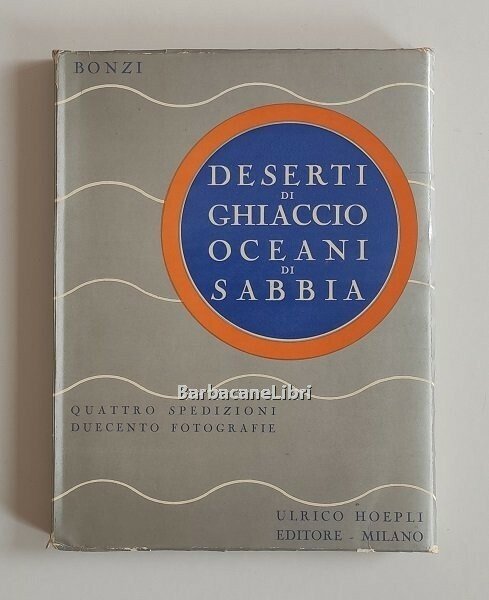 BONZI
DESERTI
DI
GHIACCIO
OCEANI
DI
SABBIA
BarbacaneLibri
QUATTRO SPEDIZIONI
DUECENTO FOTOGRAFIE
ULRICO HOEPLI
EDITORE - MILANO